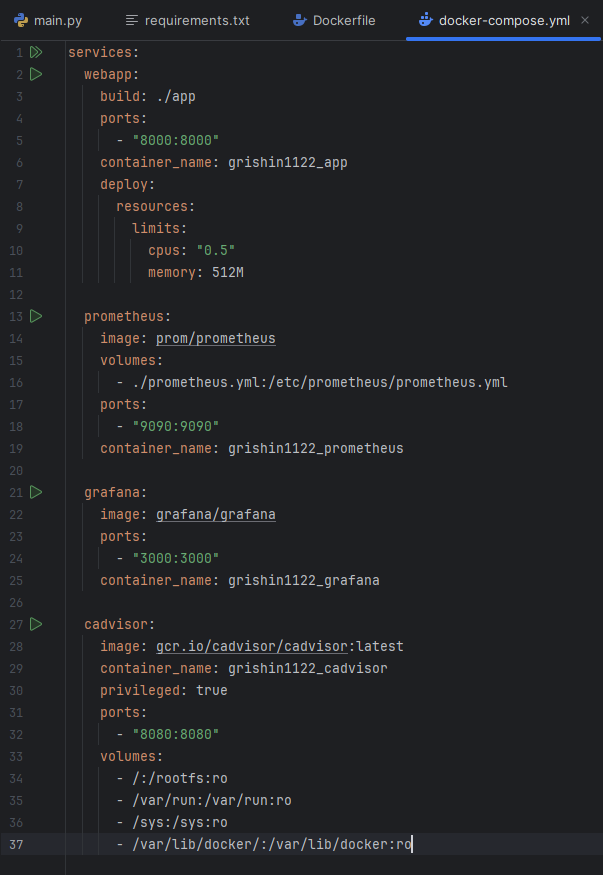 main.py requirements.txt Dockerfile docker-compose.yml
1 services:
2   webapp:
3     build: ./app
4     ports:
5       - "8000:8000"
6     container_name: grishin1122_app
7     deploy:
8       resources:
9         limits:
10           cpus: "0.5"
11           memory: 512M
12
13   prometheus:
14     image: prom/prometheus
15     volumes:
16       - ./prometheus.yml:/etc/prometheus/prometheus.yml
17     ports:
18       - "9090:9090"
19     container_name: grishin1122_prometheus
20
21   grafana:
22     image: grafana/grafana
23     ports:
24       - "3000:3000"
25     container_name: grishin1122_grafana
26
27   cadvisor:
28     image: gcr.io/cadvisor/cadvisor:latest
29     container_name: grishin1122_cadvisor
30     privileged: true
31     ports:
32       - "8080:8080"
33     volumes:
34       - /:/rootfs:ro
35       - /var/run:/var/run:ro
36       - /sys:/sys:ro
37       - /var/lib/docker/:/var/lib/docker:ro